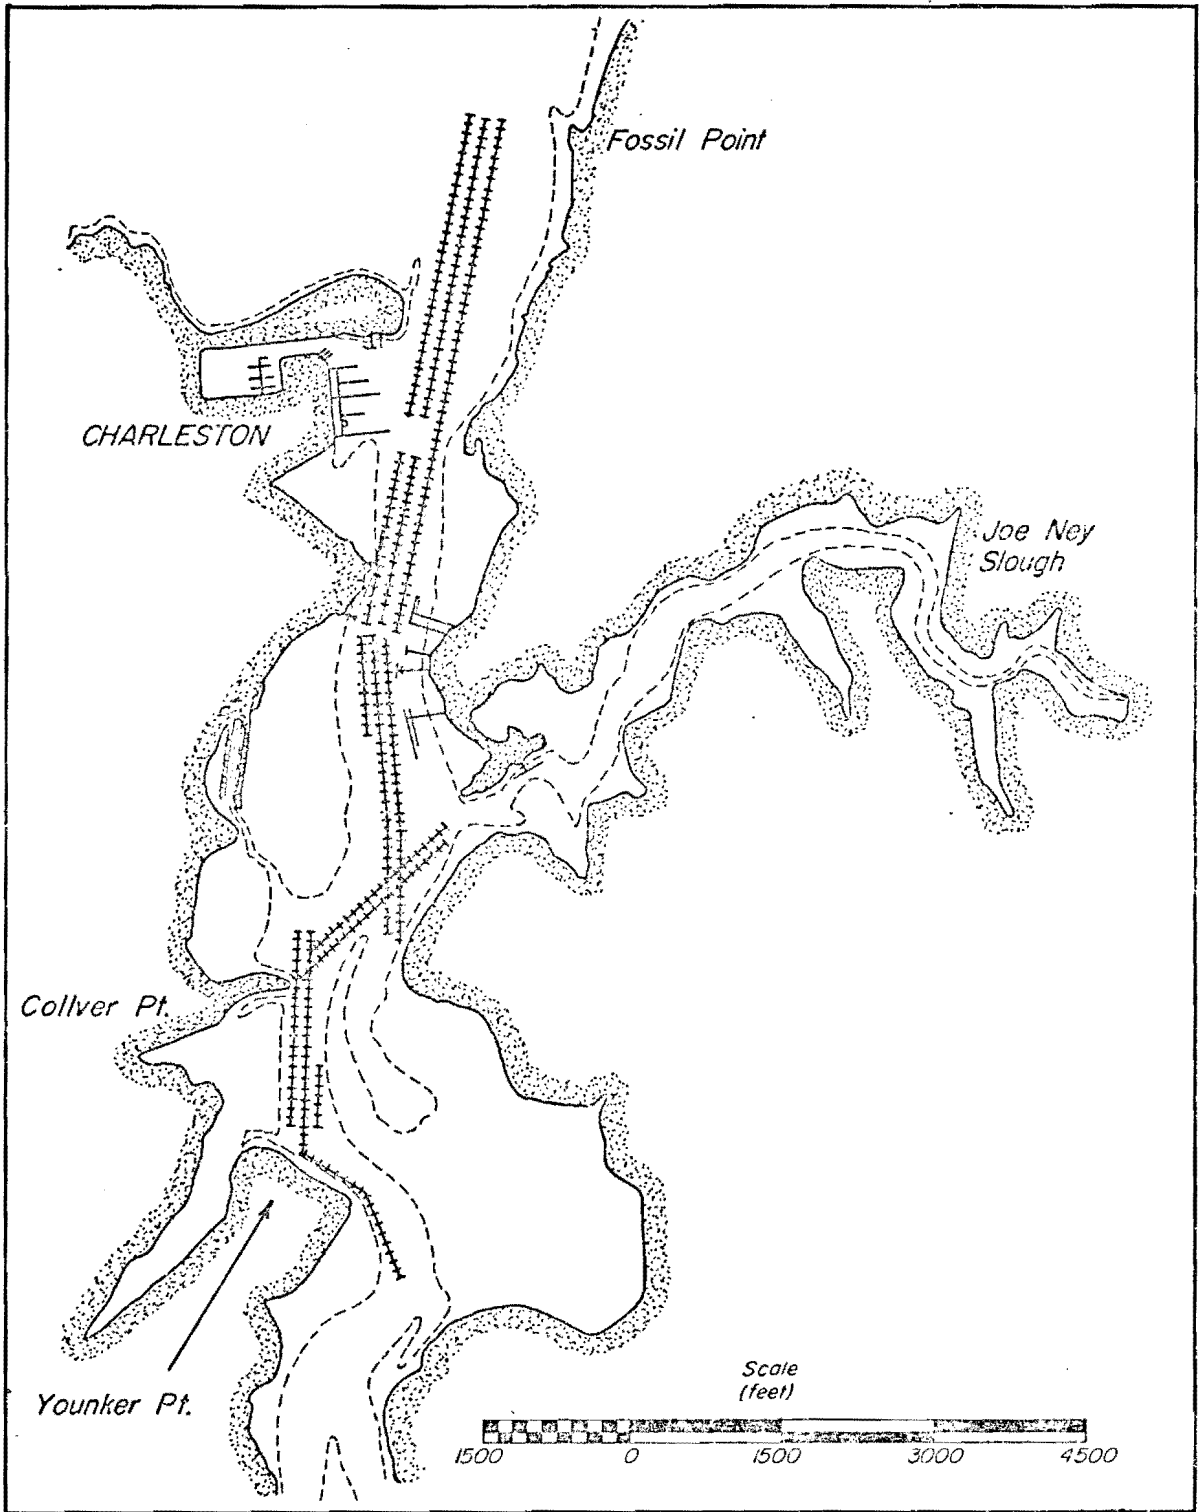 Fossil Point
CHARLESTON
Joe Ney
Slough
Collver Pt.
Younker Pt.
Scale
(feet)
1500 0 1500 3000 4500